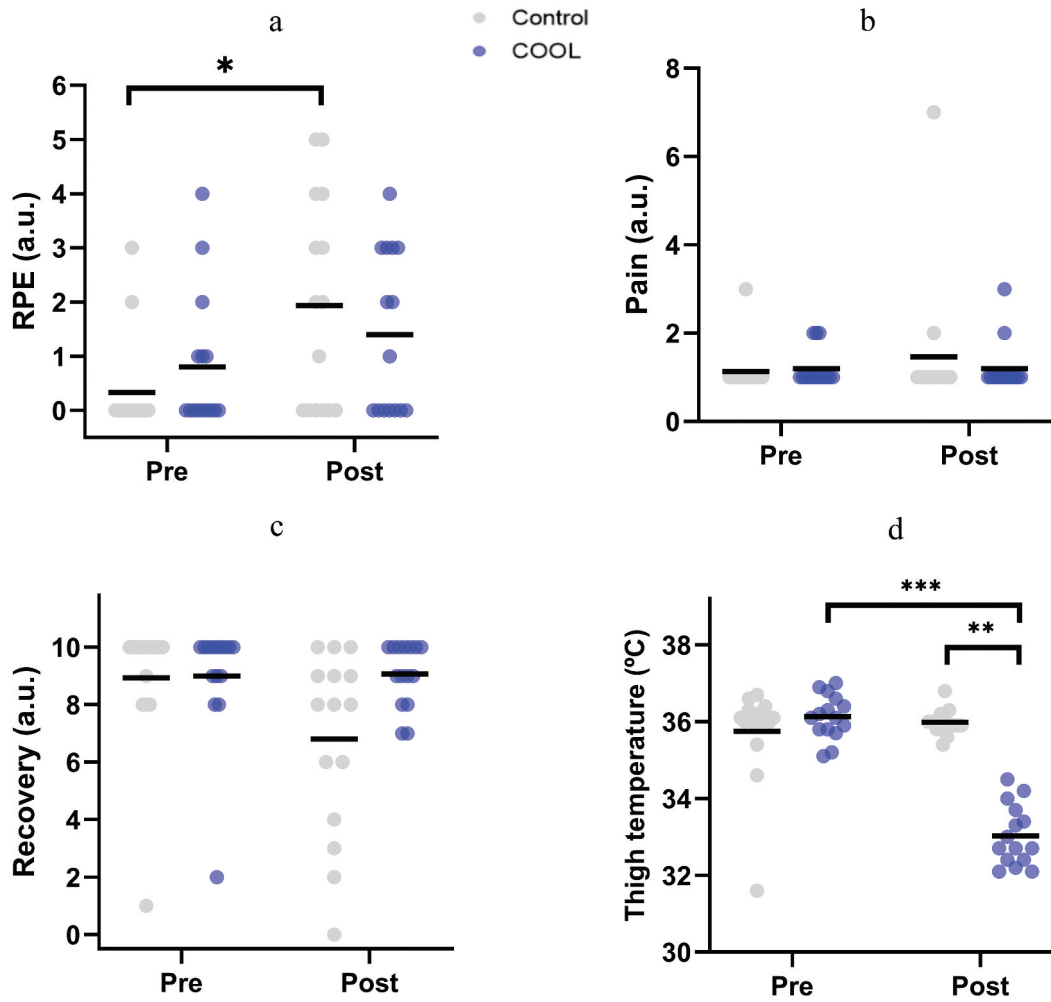 a
Control
COOL
b
*
6
5
4
3
2
1
0
RPE (a.u.)
Pre
Post
8
6
4
2
0
Pain (a.u.)
Pre
Post
c
10
8
6
4
2
0
Recovery (a.u.)
Pre
Post
d
***
**
38
36
34
32
30
Thigh temperature (ºC)
Pre
Post